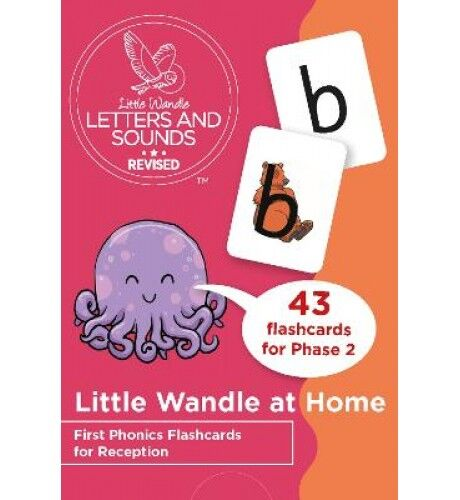 Little Wandle
LETTERS AND
SOUNDS
REVISED
TM
b
b
43
flashcards
for Phase 2
Little Wandle at Home
First Phonics Flashcards
for Reception